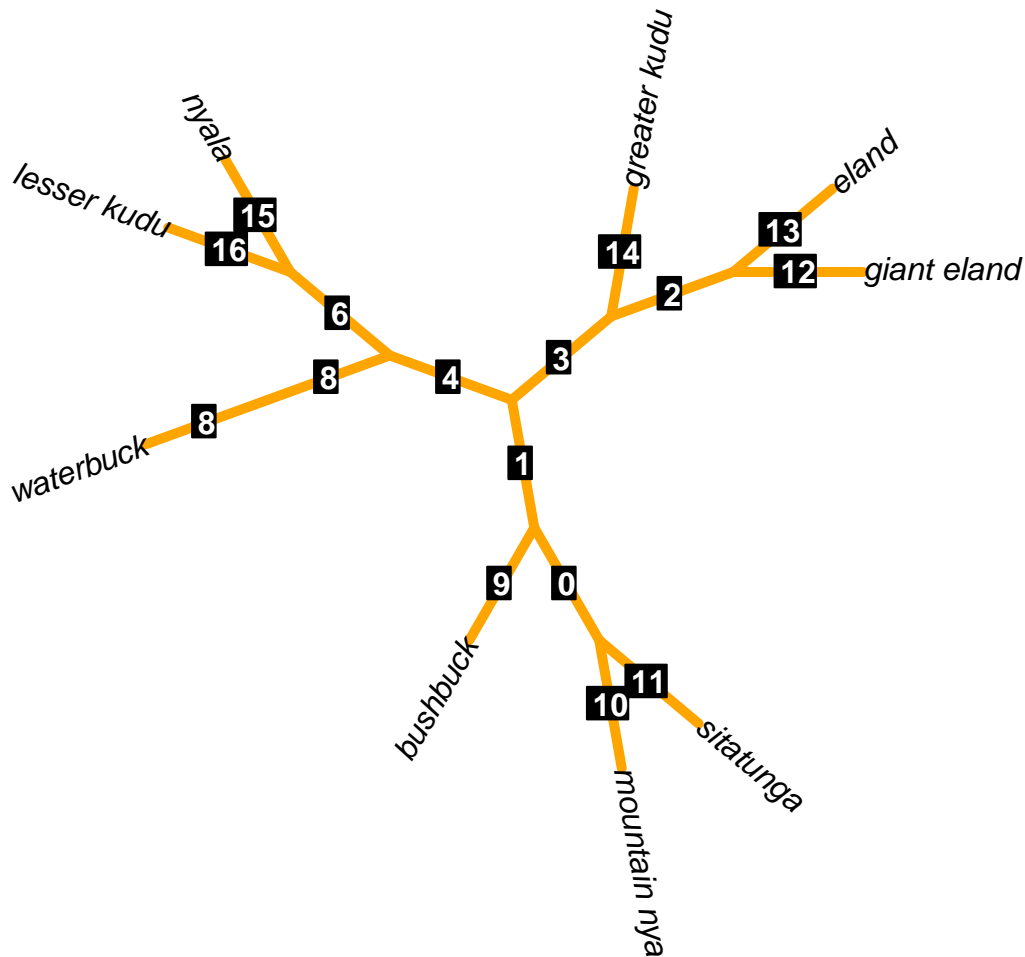 greater kudu
nyala
eland
lesser kudu
15
13
16
14
giant eland
12
2
6
3
4
8
8
waterbuck
1
9
0
bushbuck
11
10
sitatunga
mountain nya